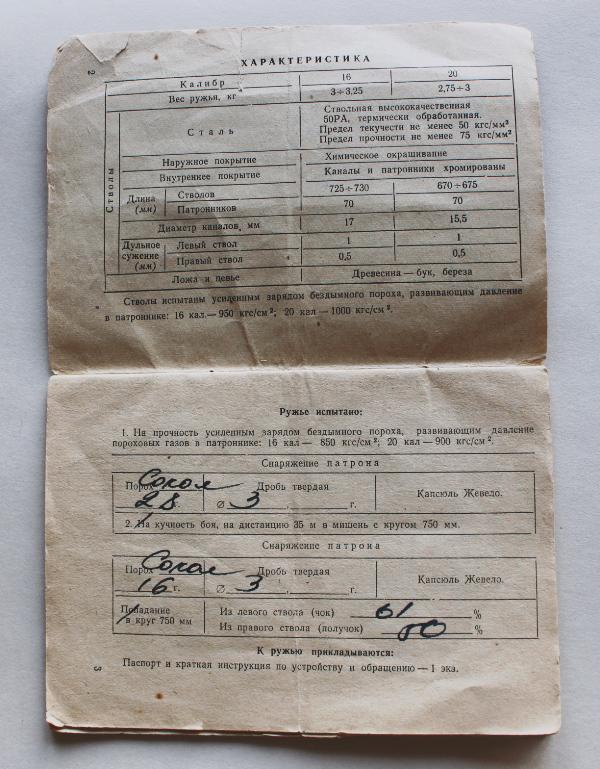 2
ХАРАКТЕРИСТИКА
Калибр 16 20
Вес ружья, кг 3÷3,25 2,75÷3
Стволы
Сталь
Ствольная высококачественная
50РА, термически обработанная.
Предел текучести не менее 50 кгс/мм²
Предел прочности не менее 75 кгс/мм²
Наружное покрытие Химическое окрашивание
Внутреннее покрытие Каналы и патронники хромированы
Длина (мм) Стволов 725÷730 670÷675
Патронников 70 70
Диаметр каналов, мм 17 15,5
Дульное сужение (мм) Левый ствол 1 1
Правый ствол 0,5 0,5
Ложа и цевье Древесина — бук, береза
Стволы испытаны усиленным зарядом бездымного пороха, развивающим давление
в патроннике: 16 кал.— 950 кгс/см²; 20 кал — 1000 кгс/см².
Ружье испытано:
1. На прочность усиленным зарядом бездымного пороха, развивающим давление
пороховых газов в патроннике: 16 кал— 850 кгс/см²; 20 кал—900 кгс/см².
Снаряжение патрона
Порох Сокол Дробь твердая Капсюль Жевело.
г. Ø 3 г.
2. На кучность боя, на дистанцию 35 м в мишень с кругом 750 мм.
Снаряжение патрона
Порох Сокол Дробь твердая Капсюль Жевело.
г. Ø 3 г.
Попадание
в круг 750 мм
Из левого ствола (чок) 61 %
Из правого ствола (получок) %
К ружью прикладываются:
Паспорт и краткая инструкция по устройству и обращению — 1 экз.
3